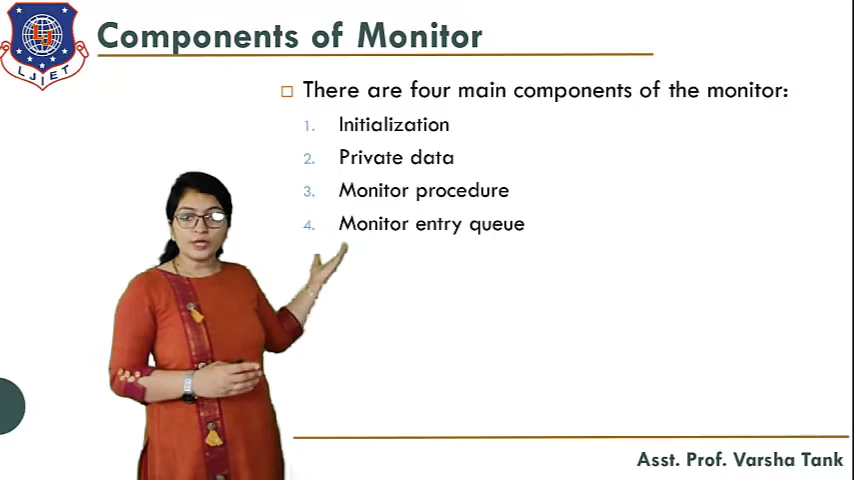 LJIET
Components of Monitor
There are four main components of the monitor:
1. Initialization
2. Private data
3. Monitor procedure
4. Monitor entry queue
Asst. Prof. Varsha Tank